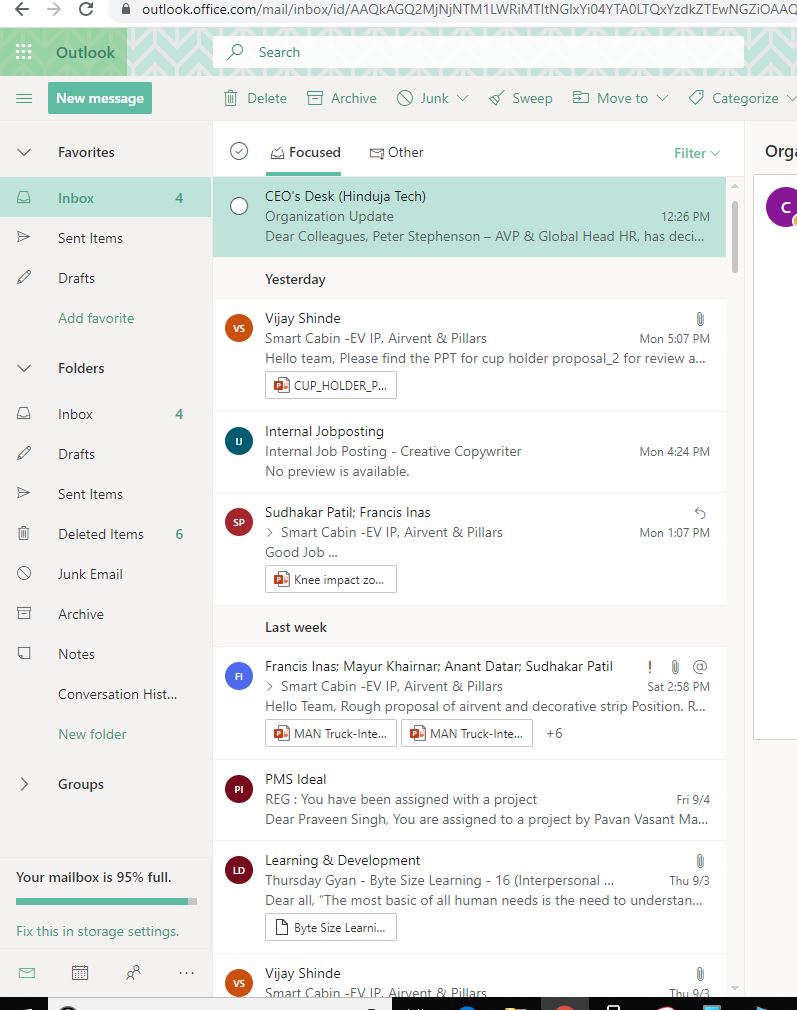 outlook.office.com/mail/inbox/id/AAQkAGQ2MjNjNTM1LWRiMTItNGIxYi04YTA0LTQxYzdkZTEwNGZiOAAQ
Outlook
Search
New message
Delete
Archive
Junk
Sweep
Move to
Categorize
Favorites
Inbox 4
Sent Items
Drafts
Add favorite
Folders
Inbox 4
Drafts
Sent Items
Deleted Items 6
Junk Email
Archive
Notes
Conversation Hist...
New folder
Groups
Your mailbox is 95% full.
Fix this in storage settings.
Focused
Other
Filter
CEO's Desk (Hinduja Tech)
Organization Update 12:26 PM
Dear Colleagues, Peter Stephenson – AVP & Global Head HR, has deci...
Yesterday
VS
Vijay Shinde
Smart Cabin -EV IP, Airvent & Pillars Mon 5:07 PM
Hello team, Please find the PPT for cup holder proposal_2 for review a...
CUP_HOLDER_P...
IJ
Internal Jobposting
Internal Job Posting - Creative Copywriter Mon 4:24 PM
No preview is available.
SP
Sudhakar Patil; Francis Inas
> Smart Cabin -EV IP, Airvent & Pillars Mon 1:07 PM
Good Job ...
Knee impact zo...
Last week
FI
Francis Inas; Mayur Khairnar; Anant Datar; Sudhakar Patil ! @
> Smart Cabin -EV IP, Airvent & Pillars Sat 2:58 PM
Hello Team, Rough proposal of airvent and decorative strip Position. R...
MAN Truck-Inte... MAN Truck-Inte... +6
PI
PMS Ideal
REG : You have been assigned with a project Fri 9/4
Dear Praveen Singh, You are assigned to a project by Pavan Vasant Ma...
LD
Learning & Development
Thursday Gyan - Byte Size Learning - 16 (Interpersonal ... Thu 9/3
Dear all, “The most basic of all human needs is the need to understan...
Byte Size Learni...
VS
Vijay Shinde
Smart Cabin -EV IP, Airvent & Pillars Thu 9/3
Orga
C